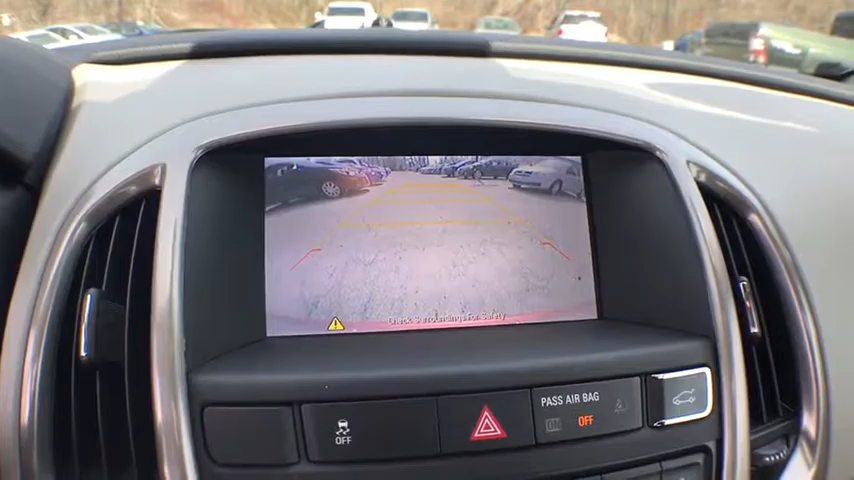 Check Surroundings For Safety
PASS AIR BAG
ON OFF
OFF